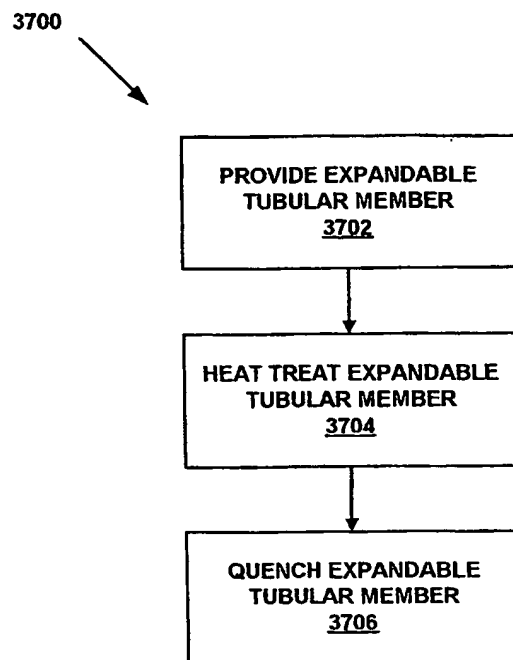 3700
PROVIDE EXPANDABLE
TUBULAR MEMBER
3702
HEAT TREAT EXPANDABLE
TUBULAR MEMBER
3704
QUENCH EXPANDABLE
TUBULAR MEMBER
3706